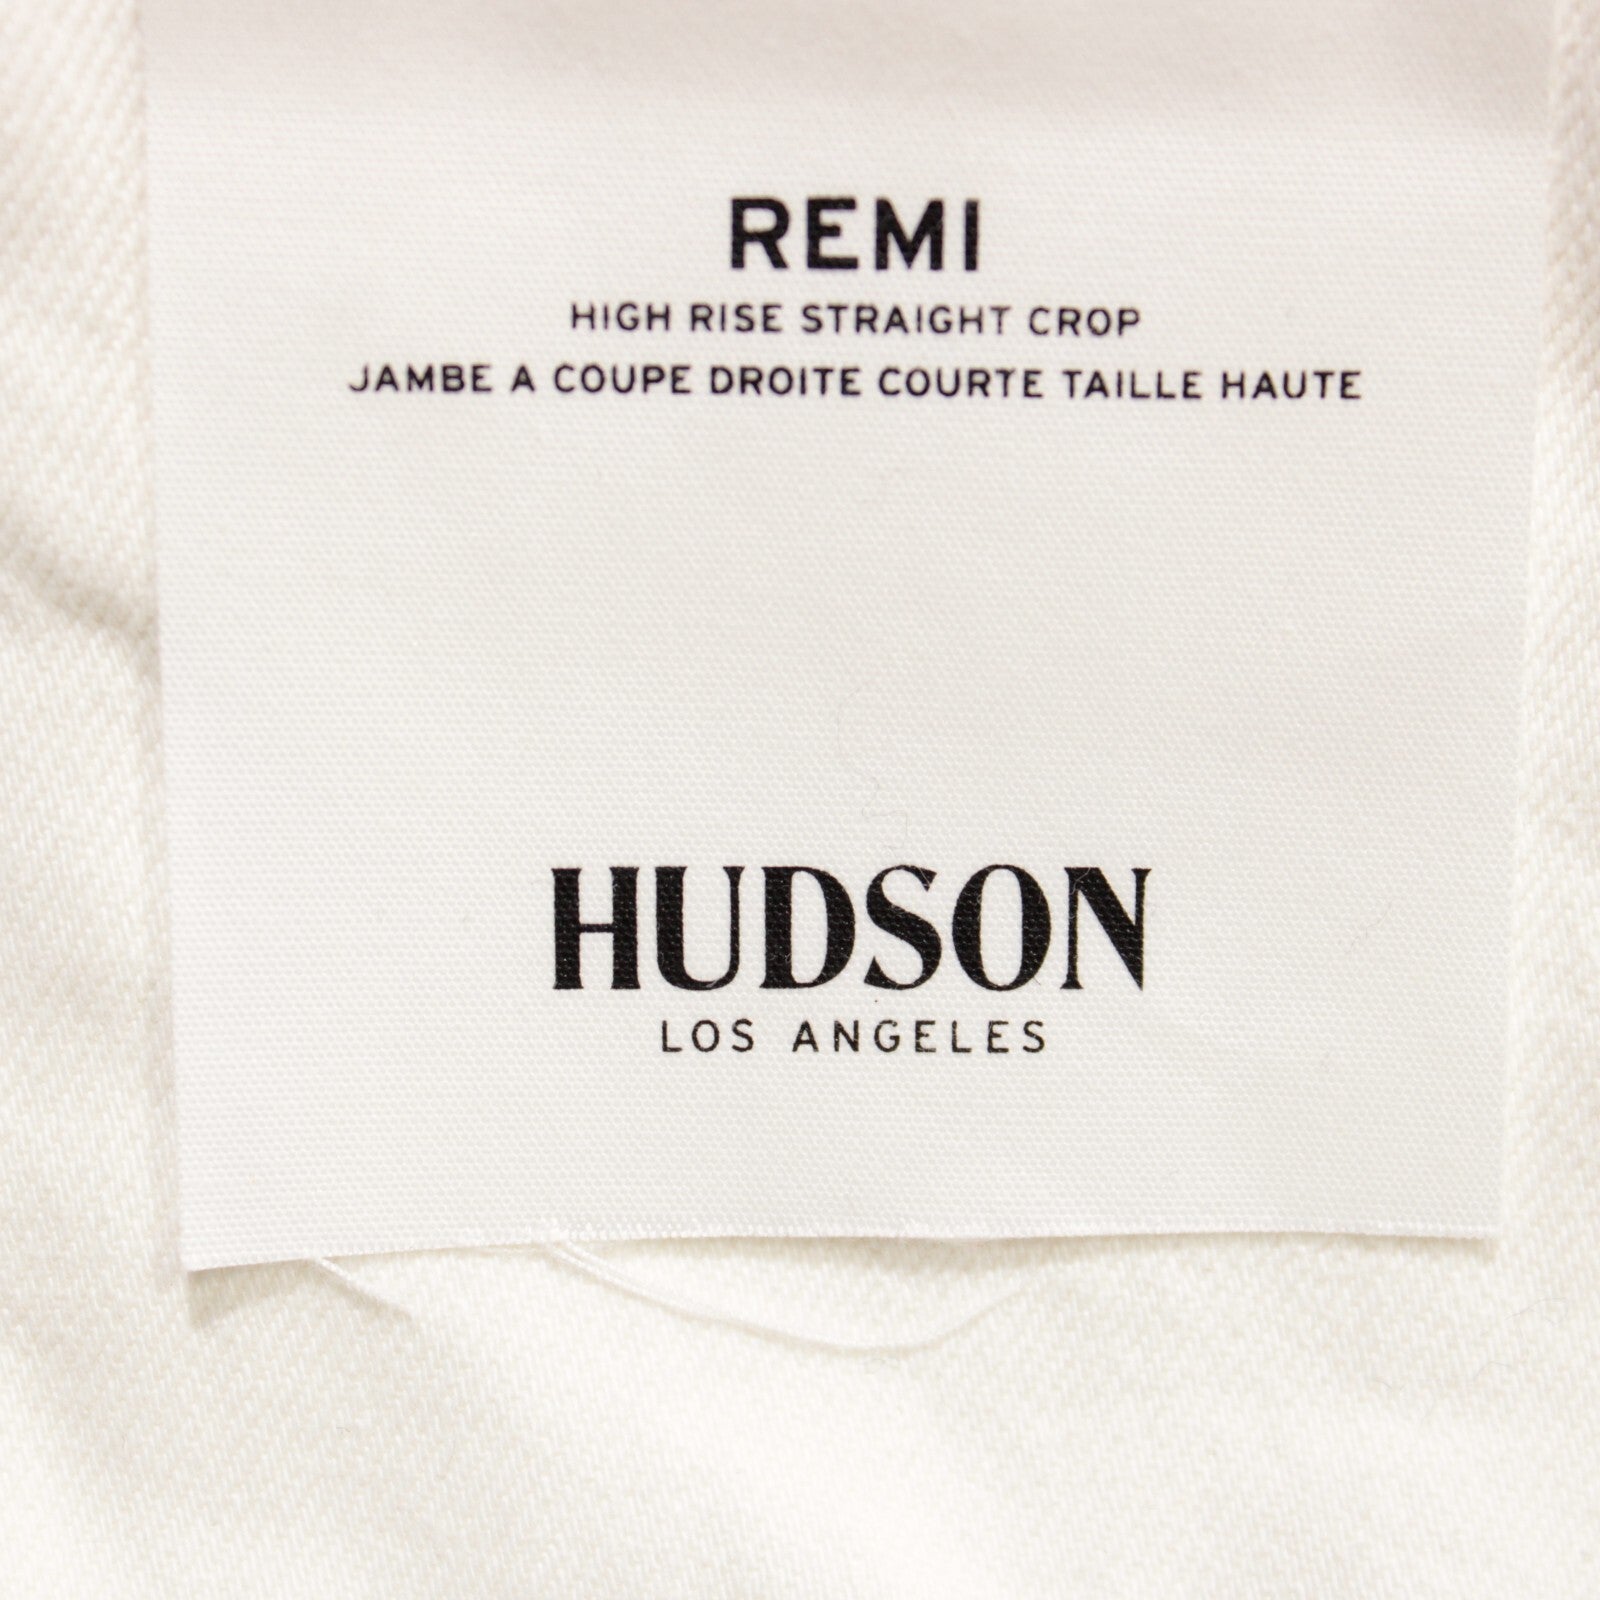 REMI
HIGH RISE STRAIGHT CROP
JAMBE A COUPE DROITE COURTE TAILLE HAUTE
HUDSON
LOS ANGELES